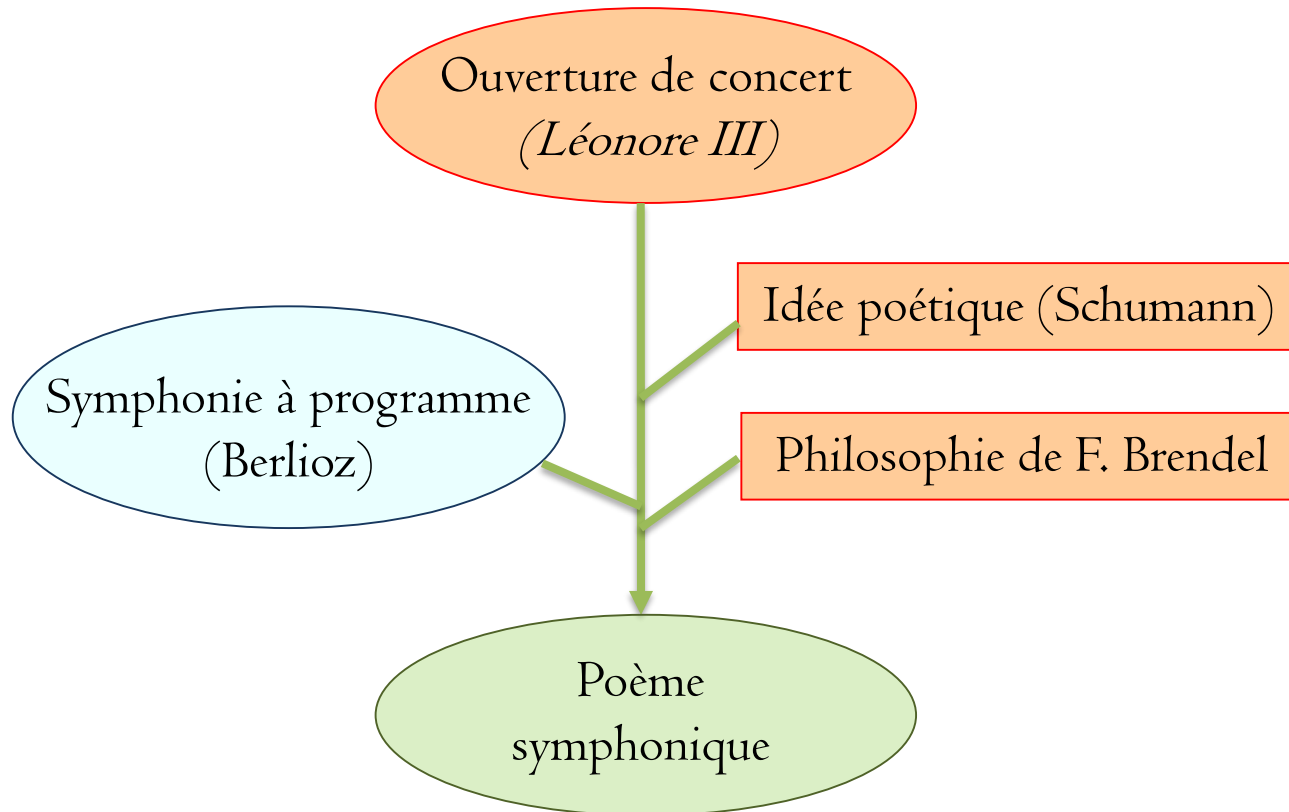 Ouverture de concert
(Léonore III)
Idée poétique (Schumann)
Symphonie à programme
(Berlioz)
Philosophie de F. Brendel
Poème
symphonique